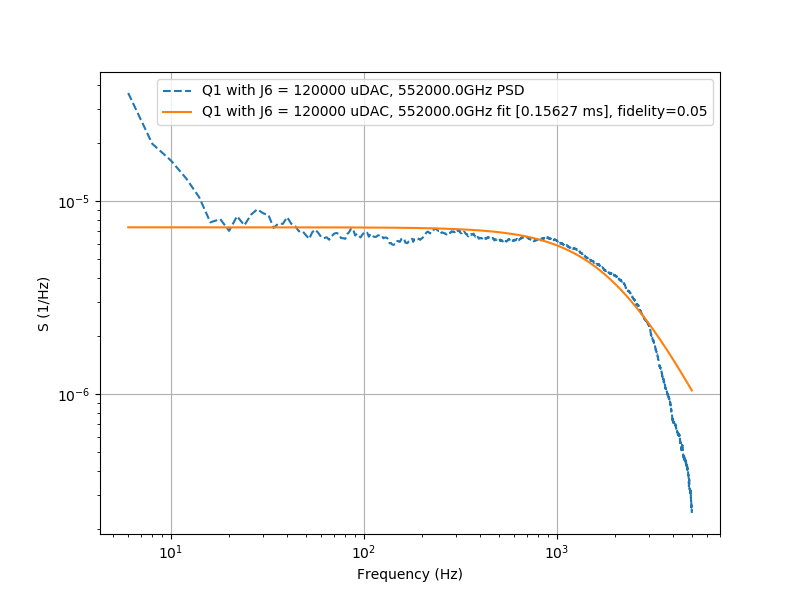 Q1 with J6 = 120000 uDAC, 552000.0GHz PSD
Q1 with J6 = 120000 uDAC, 552000.0GHz fit [0.15627 ms], fidelity=0.05
S (1/Hz)
10⁻⁵
10⁻⁶
10¹ 10² 10³
Frequency (Hz)